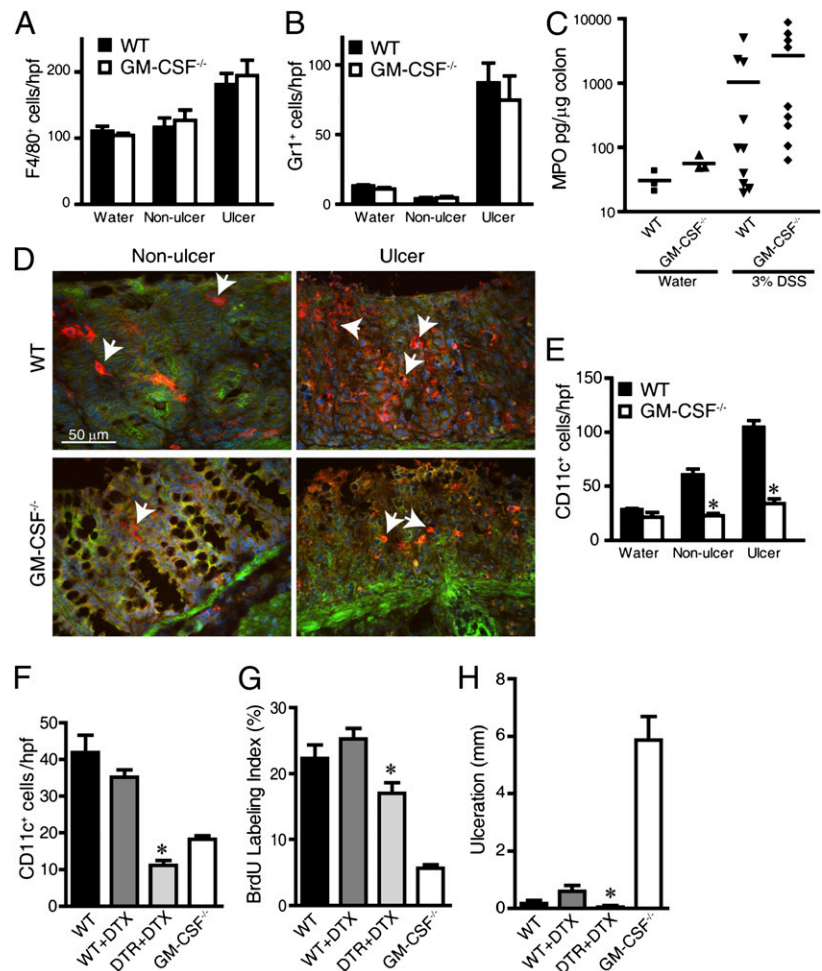 A
F4/80+ cells/hpf
200
100
0
WT
GM-CSF-/-
Water
Non-ulcer
Ulcer
B
Gr1+ cells/hpf
100
50
0
WT
GM-CSF-/-
Water
Non-ulcer
Ulcer
C
MPO pg/μg colon
10000
1000
100
10
WT
GM-CSF-/-
WT
GM-CSF-/-
Water
3% DSS
D
Non-ulcer
Ulcer
WT
50 μm
GM-CSF-/-
E
CD11c+ cells/hpf
150
100
50
0
WT
GM-CSF-/-
*
*
Water
Non-ulcer
Ulcer
F
CD11c+ cells/hpf
50
40
30
20
10
0
*
WT
WT+DTX
DTR+DTX
GM-CSF-/-
G
BrdU Labeling Index (%)
30
20
10
0
*
WT
WT+DTX
DTR+DTX
GM-CSF-/-
H
Ulceration (mm)
8
6
4
2
0
*
WT
WT+DTX
DTR+DTX
GM-CSF-/-